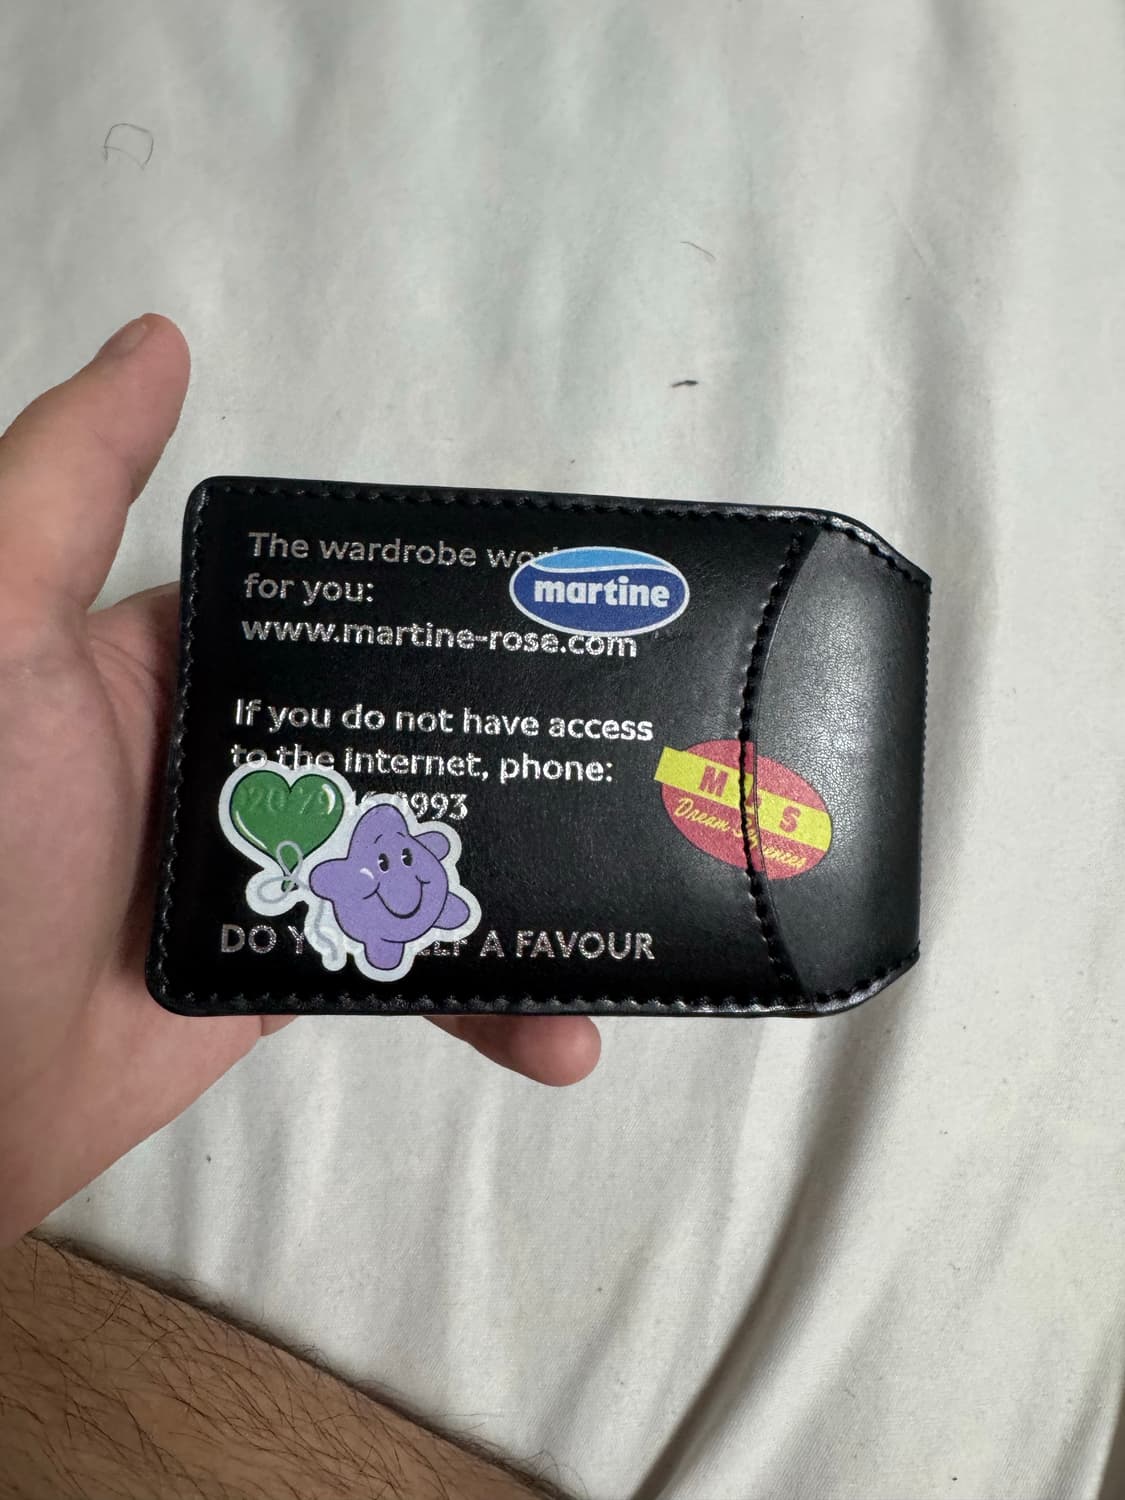 The wardrobe
for you:
martine
www.martine-rose.com
If you do not have access
to the internet, phone:
993
M S
Dream
DO A FAVOUR